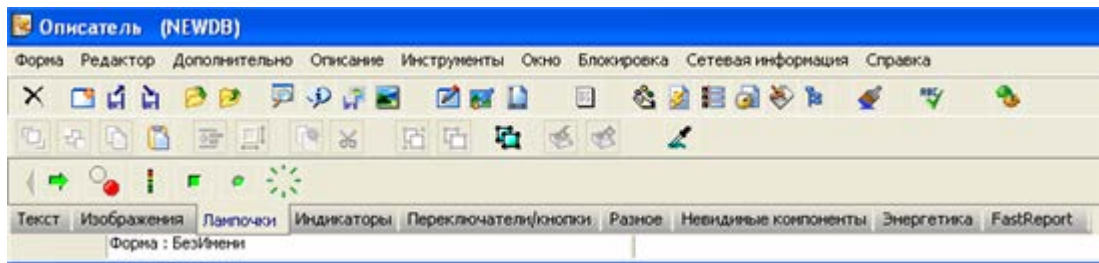 Описатель (NEWDB)
Форма Редактор Дополнительно Описание Инструменты Окно Блокировка Сетевая информация Справка
ABC
Текст Изображения Лампочки Индикаторы Переключатели/кнопки Разное Невидимые компоненты Энергетика FastReport
Форма : БезИмени